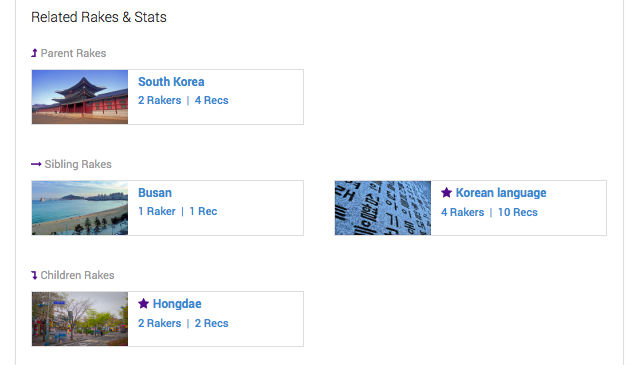 Related Rakes & Stats
Parent Rakes
South Korea
2 Rakers | 4 Recs
Sibling Rakes
Busan
1 Raker | 1 Rec
Korean language
4 Rakers | 10 Recs
Children Rakes
Hongdae
2 Rakers | 2 Recs